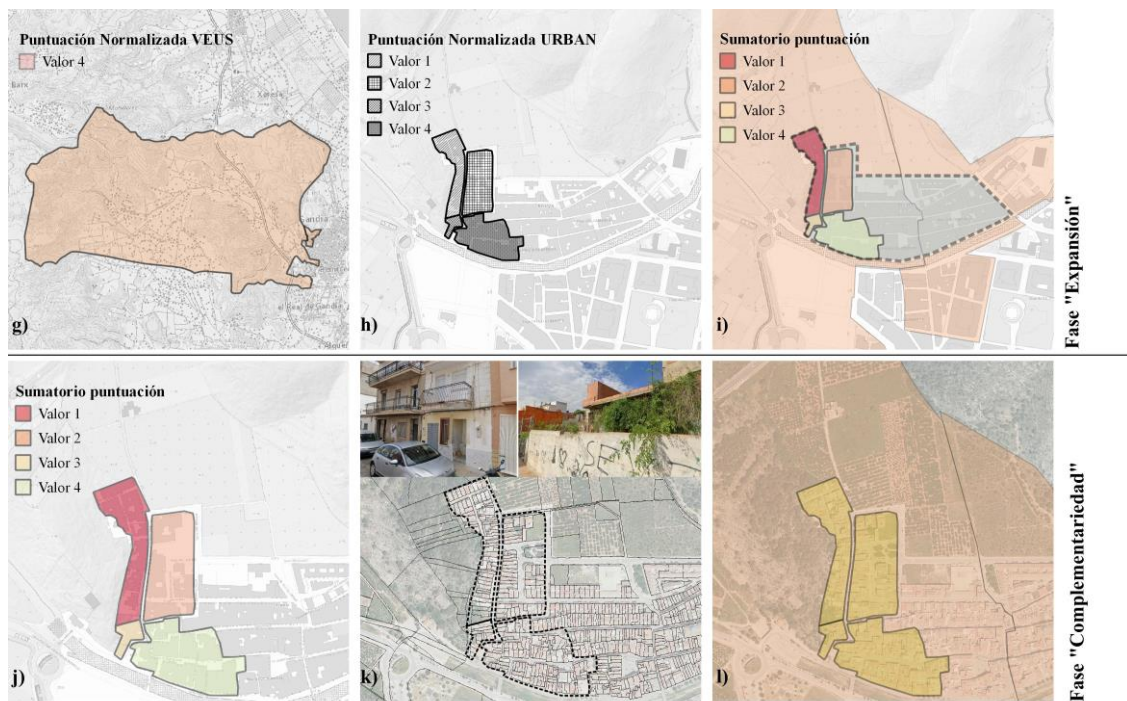 Puntuación Normalizada VEUS
Valor 4
Xeresa
Gandia
g)
Puntuación Normalizada URBAN
Valor 1
Valor 2
Valor 3
Valor 4
h)
Sumatorio puntuación
Valor 1
Valor 2
Valor 3
Valor 4
i)
Fase "Expansión"
Sumatorio puntuación
Valor 1
Valor 2
Valor 3
Valor 4
j)
k)
l)
Fase "Complementariedad"